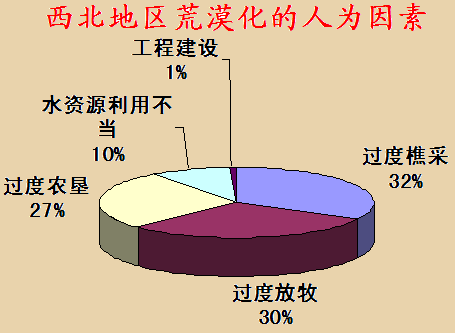 西北地区荒漠化的人为因素
工程建设
1%
水资源利用不
当
10%
过度樵采
32%
过度农垦
27%
过度放牧
30%